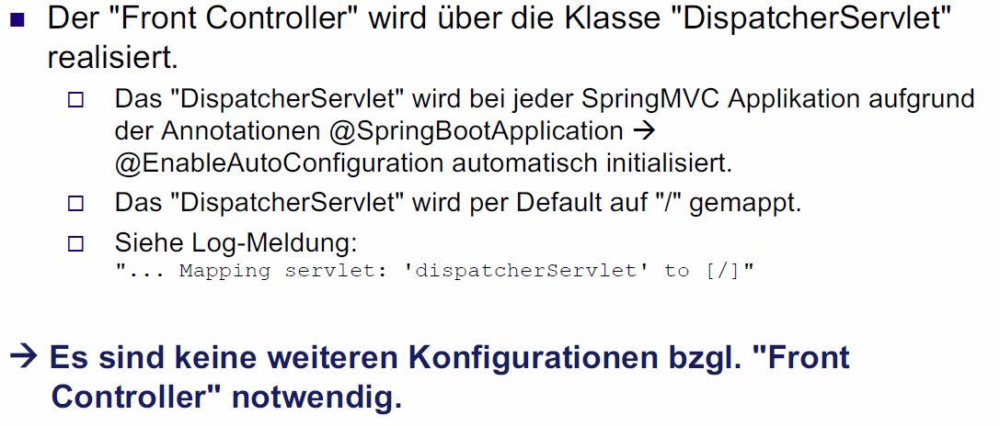 Der "Front Controller" wird über die Klasse "DispatcherServlet"
realisiert.
Das "DispatcherServlet" wird bei jeder SpringMVC Applikation aufgrund
der Annotationen @SpringBootApplication →
@EnableAutoConfiguration automatisch initialisiert.
Das "DispatcherServlet" wird per Default auf "/" gemappt.
Siehe Log-Meldung:
"... Mapping servlet: 'dispatcherServlet' to [/]"
→ Es sind keine weiteren Konfigurationen bzgl. "Front
Controller" notwendig.